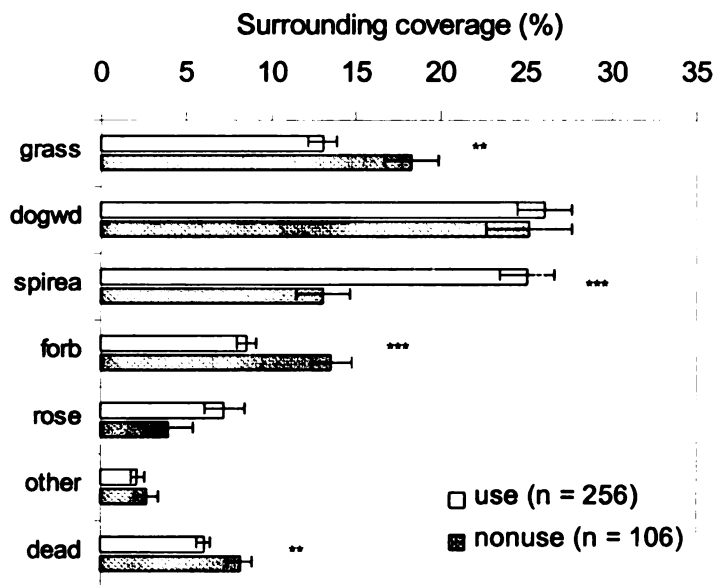 Surrounding coverage (%)
0 5 10 15 20 25 30 35
grass **
dogwd
spirea ***
forb ***
rose
other
dead **
use (n = 256)
nonuse (n = 106)